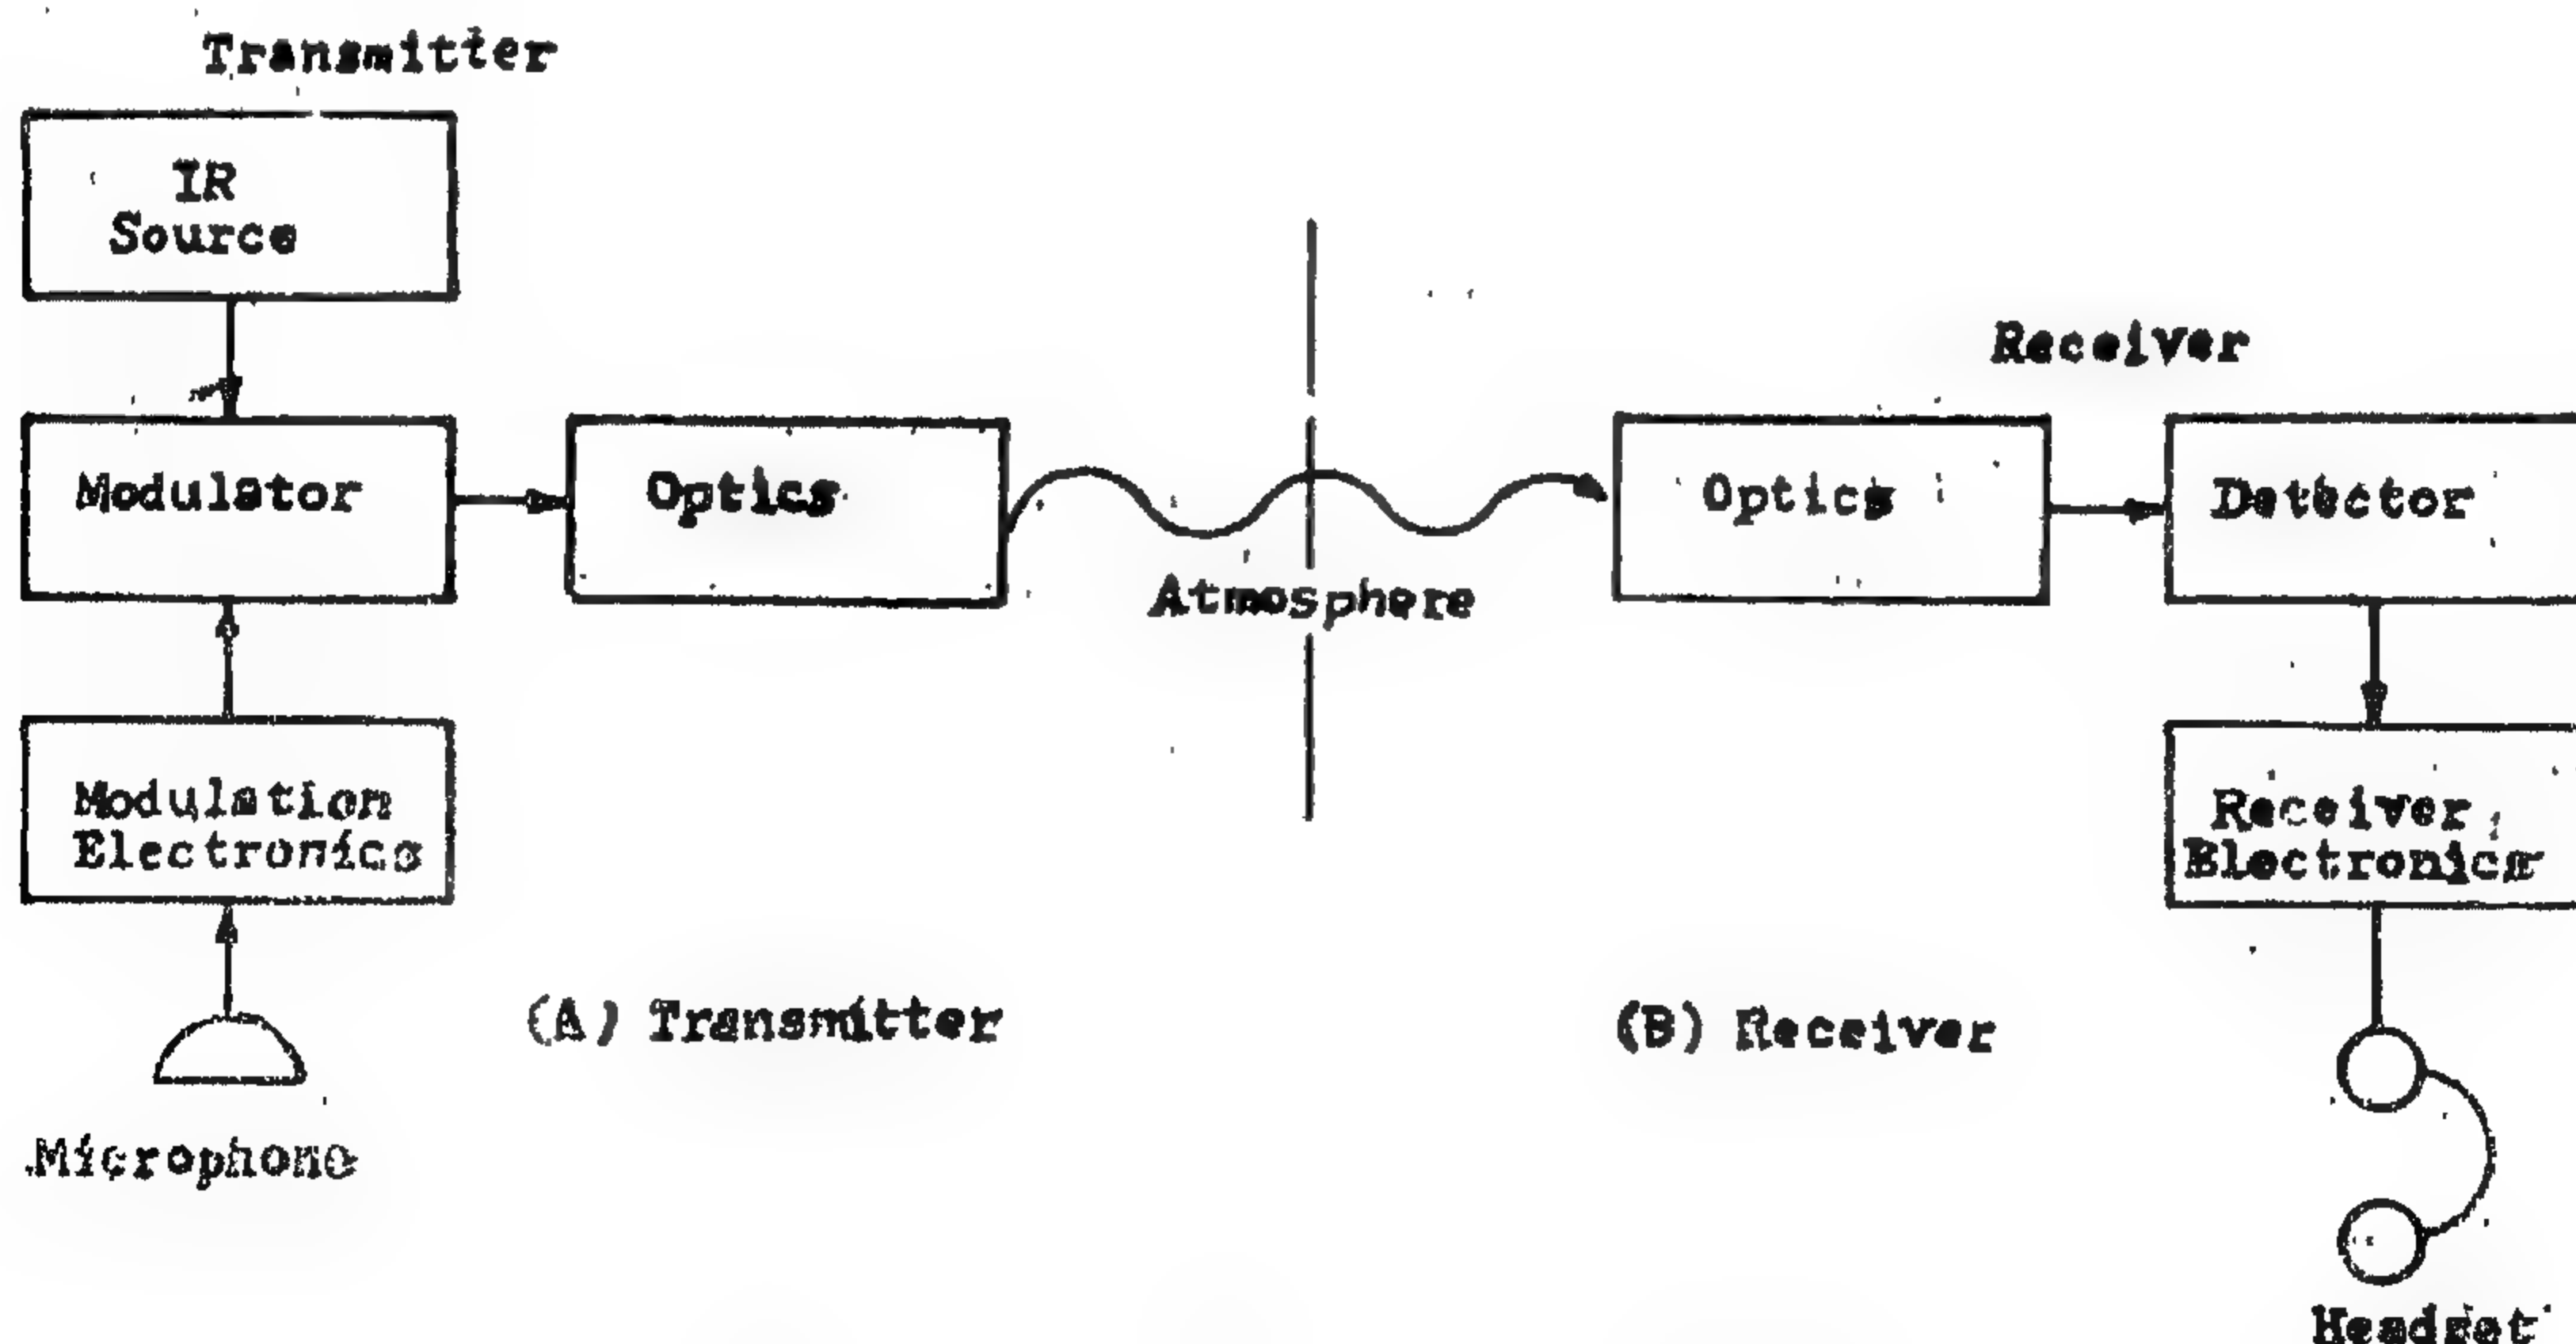 Transmitter
IR
Source
Modulator
Optics
Modulation
Electronics
Microphone
(A) Transmitter
Atmosphere
Receiver
Optics
Detector
Receiver
Electronics
(B) Receiver
Headset